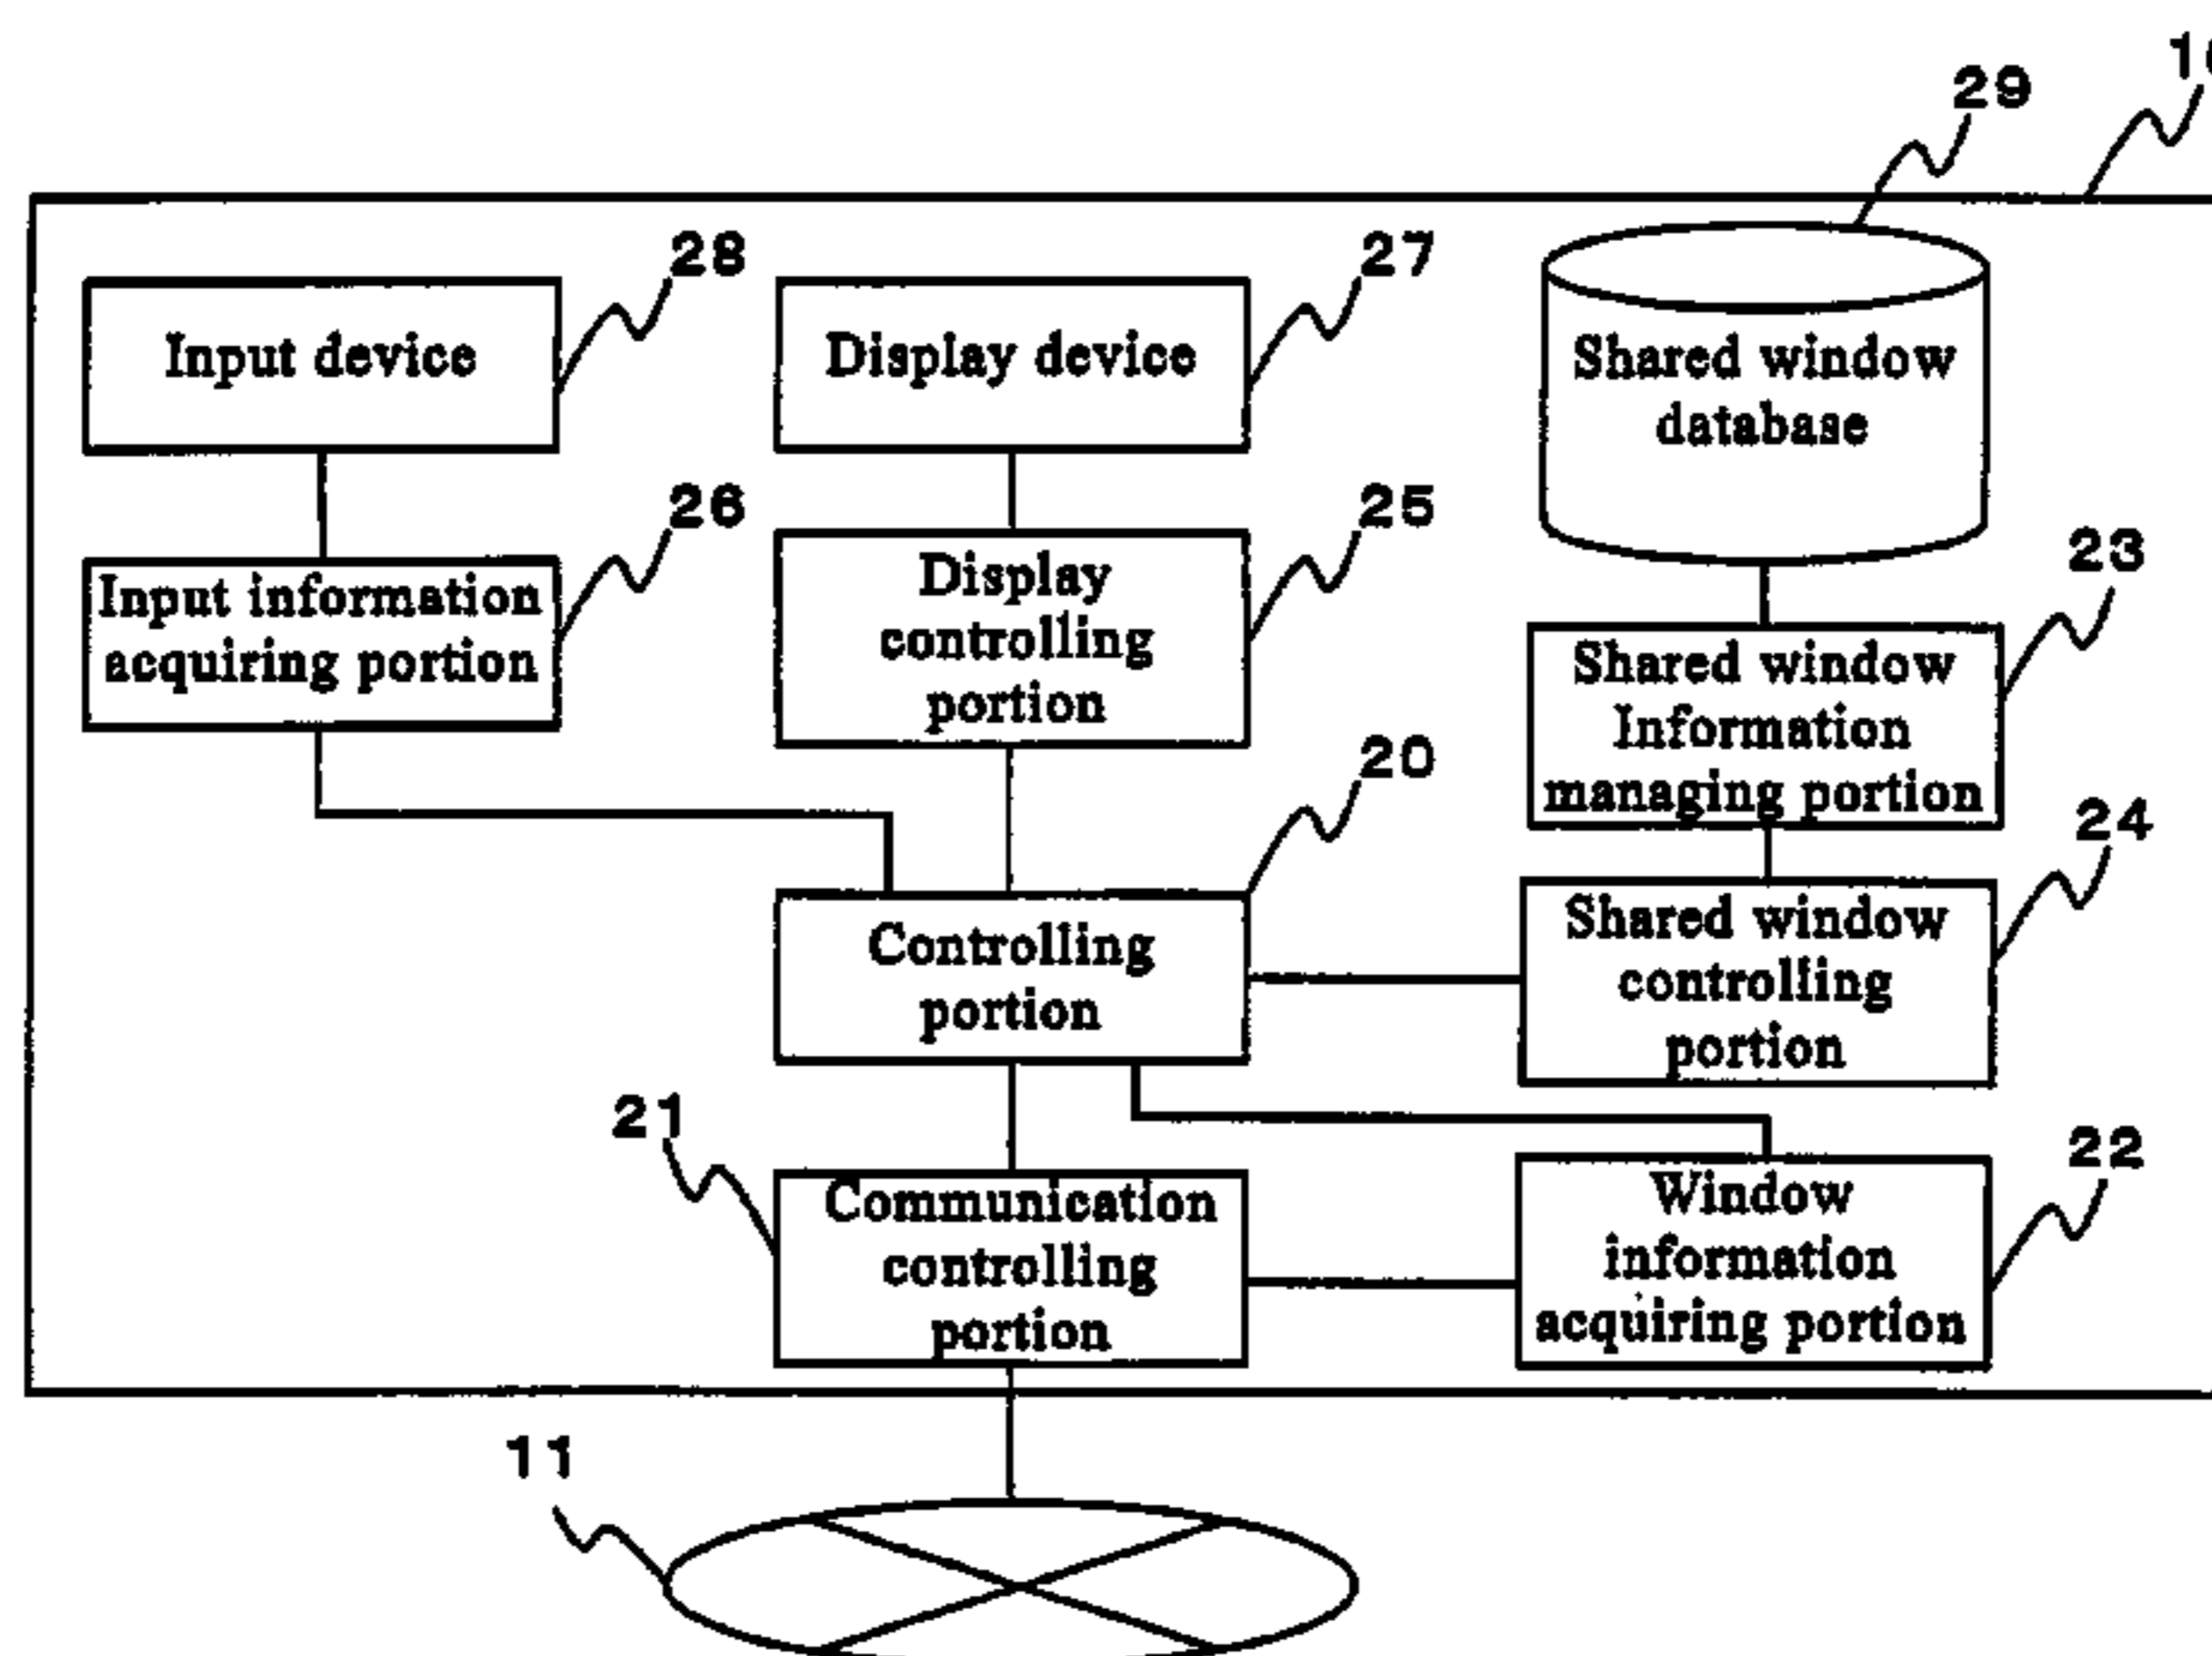 10
29
28
27
Input device
Display device
Shared window
database
26
25
23
Input information
acquiring portion
Display
controlling
portion
Shared window
Information
managing portion
20
24
Controlling
portion
Shared window
controlling
portion
21
22
Communication
controlling
portion
Window
information
acquiring portion
11